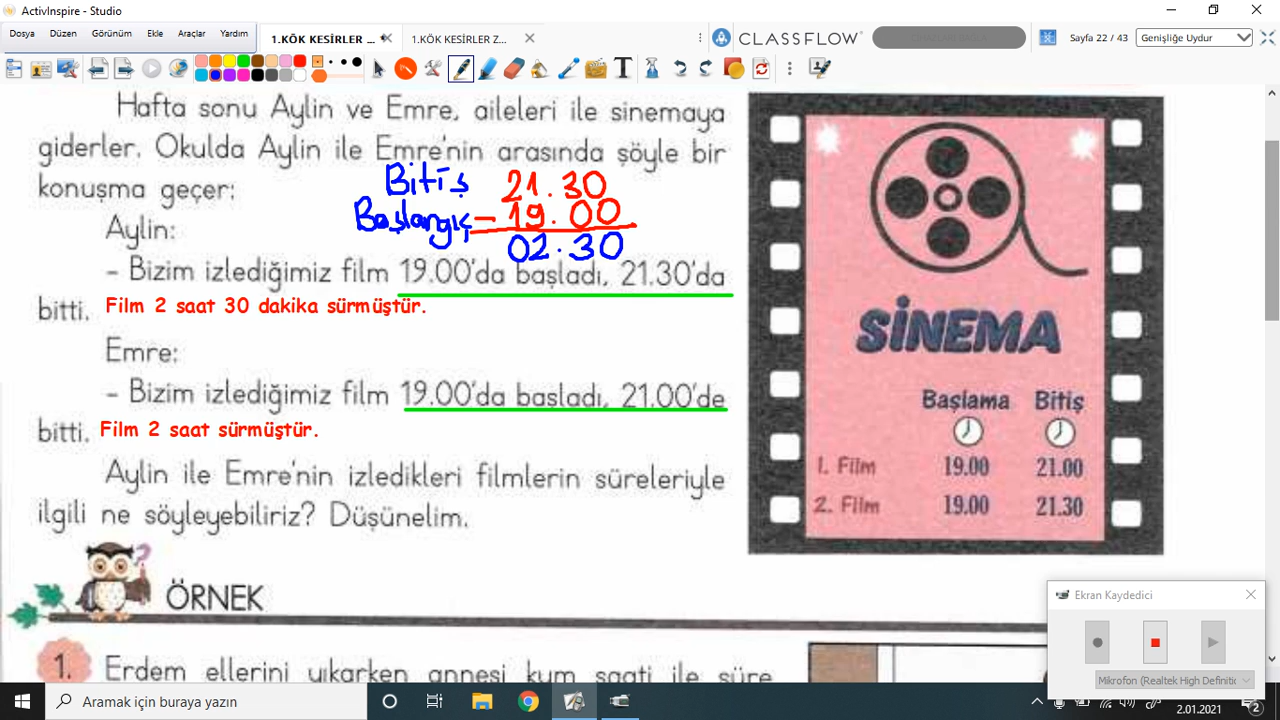 ActivInspire - Studio
Dosya Düzen Görünüm Ekle Araçlar Yardım
1.KÖK KESİRLER ...
1.KÖK KESİRLER Z...
CLASSFLOW
Sayfa 22 / 43
Genişliğe Uydur
Hafta sonu Aylin ve Emre, aileleri ile sinemaya
giderler. Okulda Aylin ile Emre'nin arasında şöyle bir
konuşma geçer:
Bitiş 21.30
Başlangıç - 19.00
02.30
Aylin:
- Bizim izlediğimiz film 19.00'da başladı, 21.30'da
bitti. Film 2 saat 30 dakika sürmüştür.
Emre:
- Bizim izlediğimiz film 19.00'da başladı, 21.00'de
bitti. Film 2 saat sürmüştür.
Aylin ile Emre'nin izledikleri filmlerin süreleriyle
ilgili ne söyleyebiliriz? Düşünelim.
SİNEMA
Başlama Bitiş
1. Film 19.00 21.00
2. Film 19.00 21.30
ÖRNEK
1. Erdem ellerini yıkarken annesi kum saati ile süre
Ekran Kaydedici
Mikrofon (Realtek High Definitic
Aramak için buraya yazın
2.01.2021
2